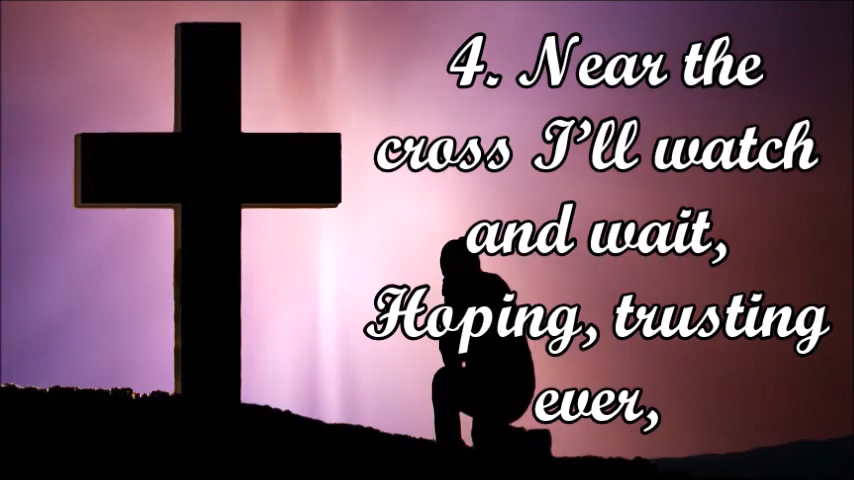 4. Near the
cross I'll watch
and wait,
Hoping, trusting
ever,